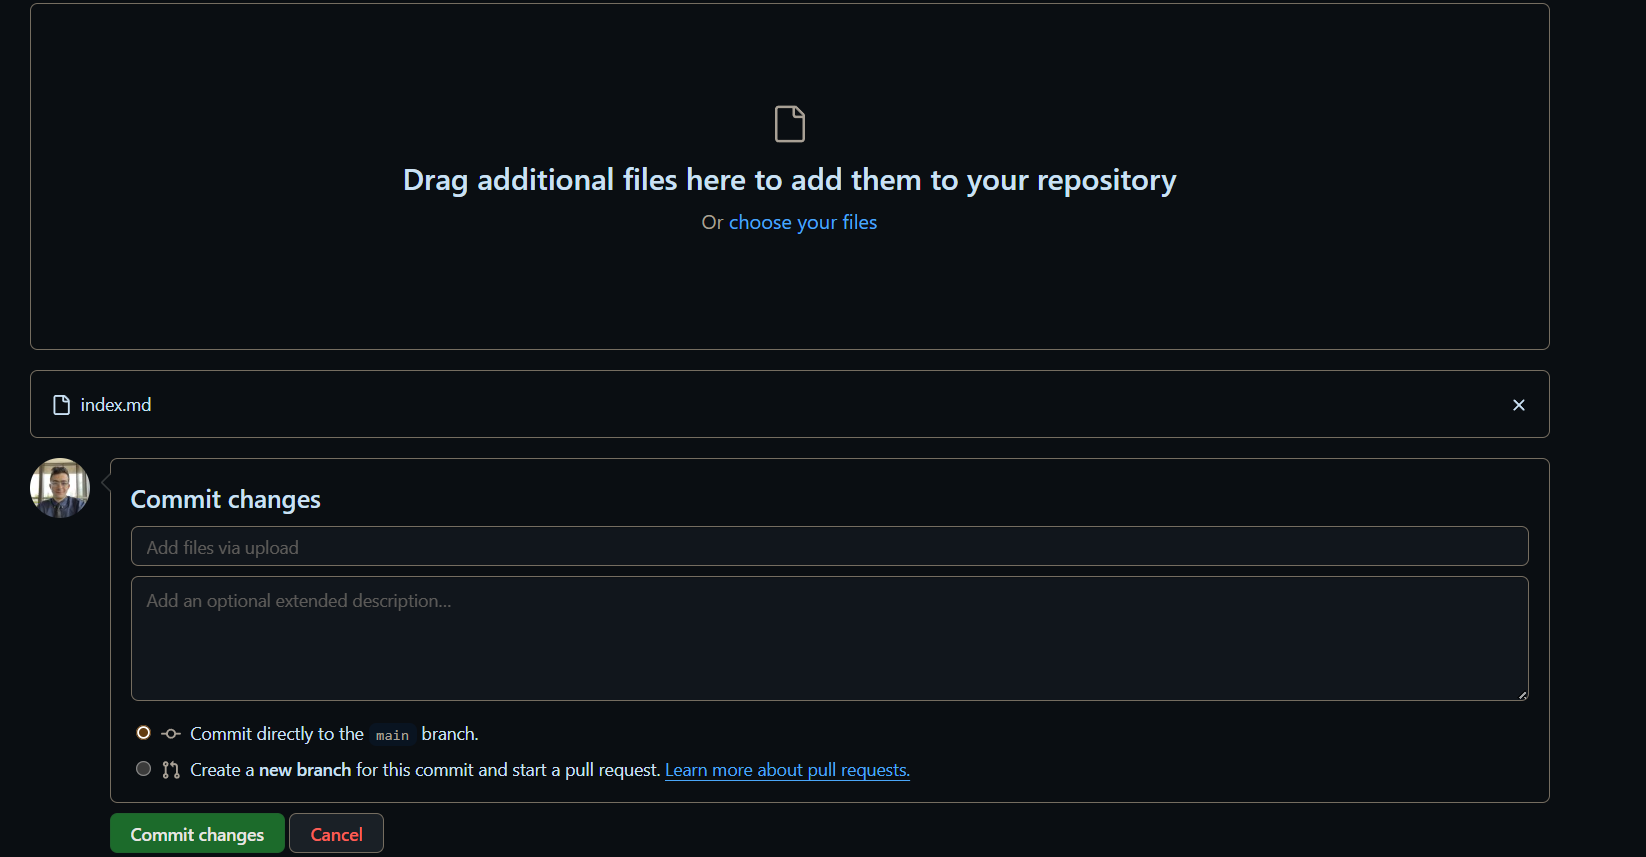 Drag additional files here to add them to your repository
Or choose your files
index.md
Commit changes
Add files via upload
Add an optional extended description...
Commit directly to the main branch.
Create a new branch for this commit and start a pull request. Learn more about pull requests.
Commit changes Cancel